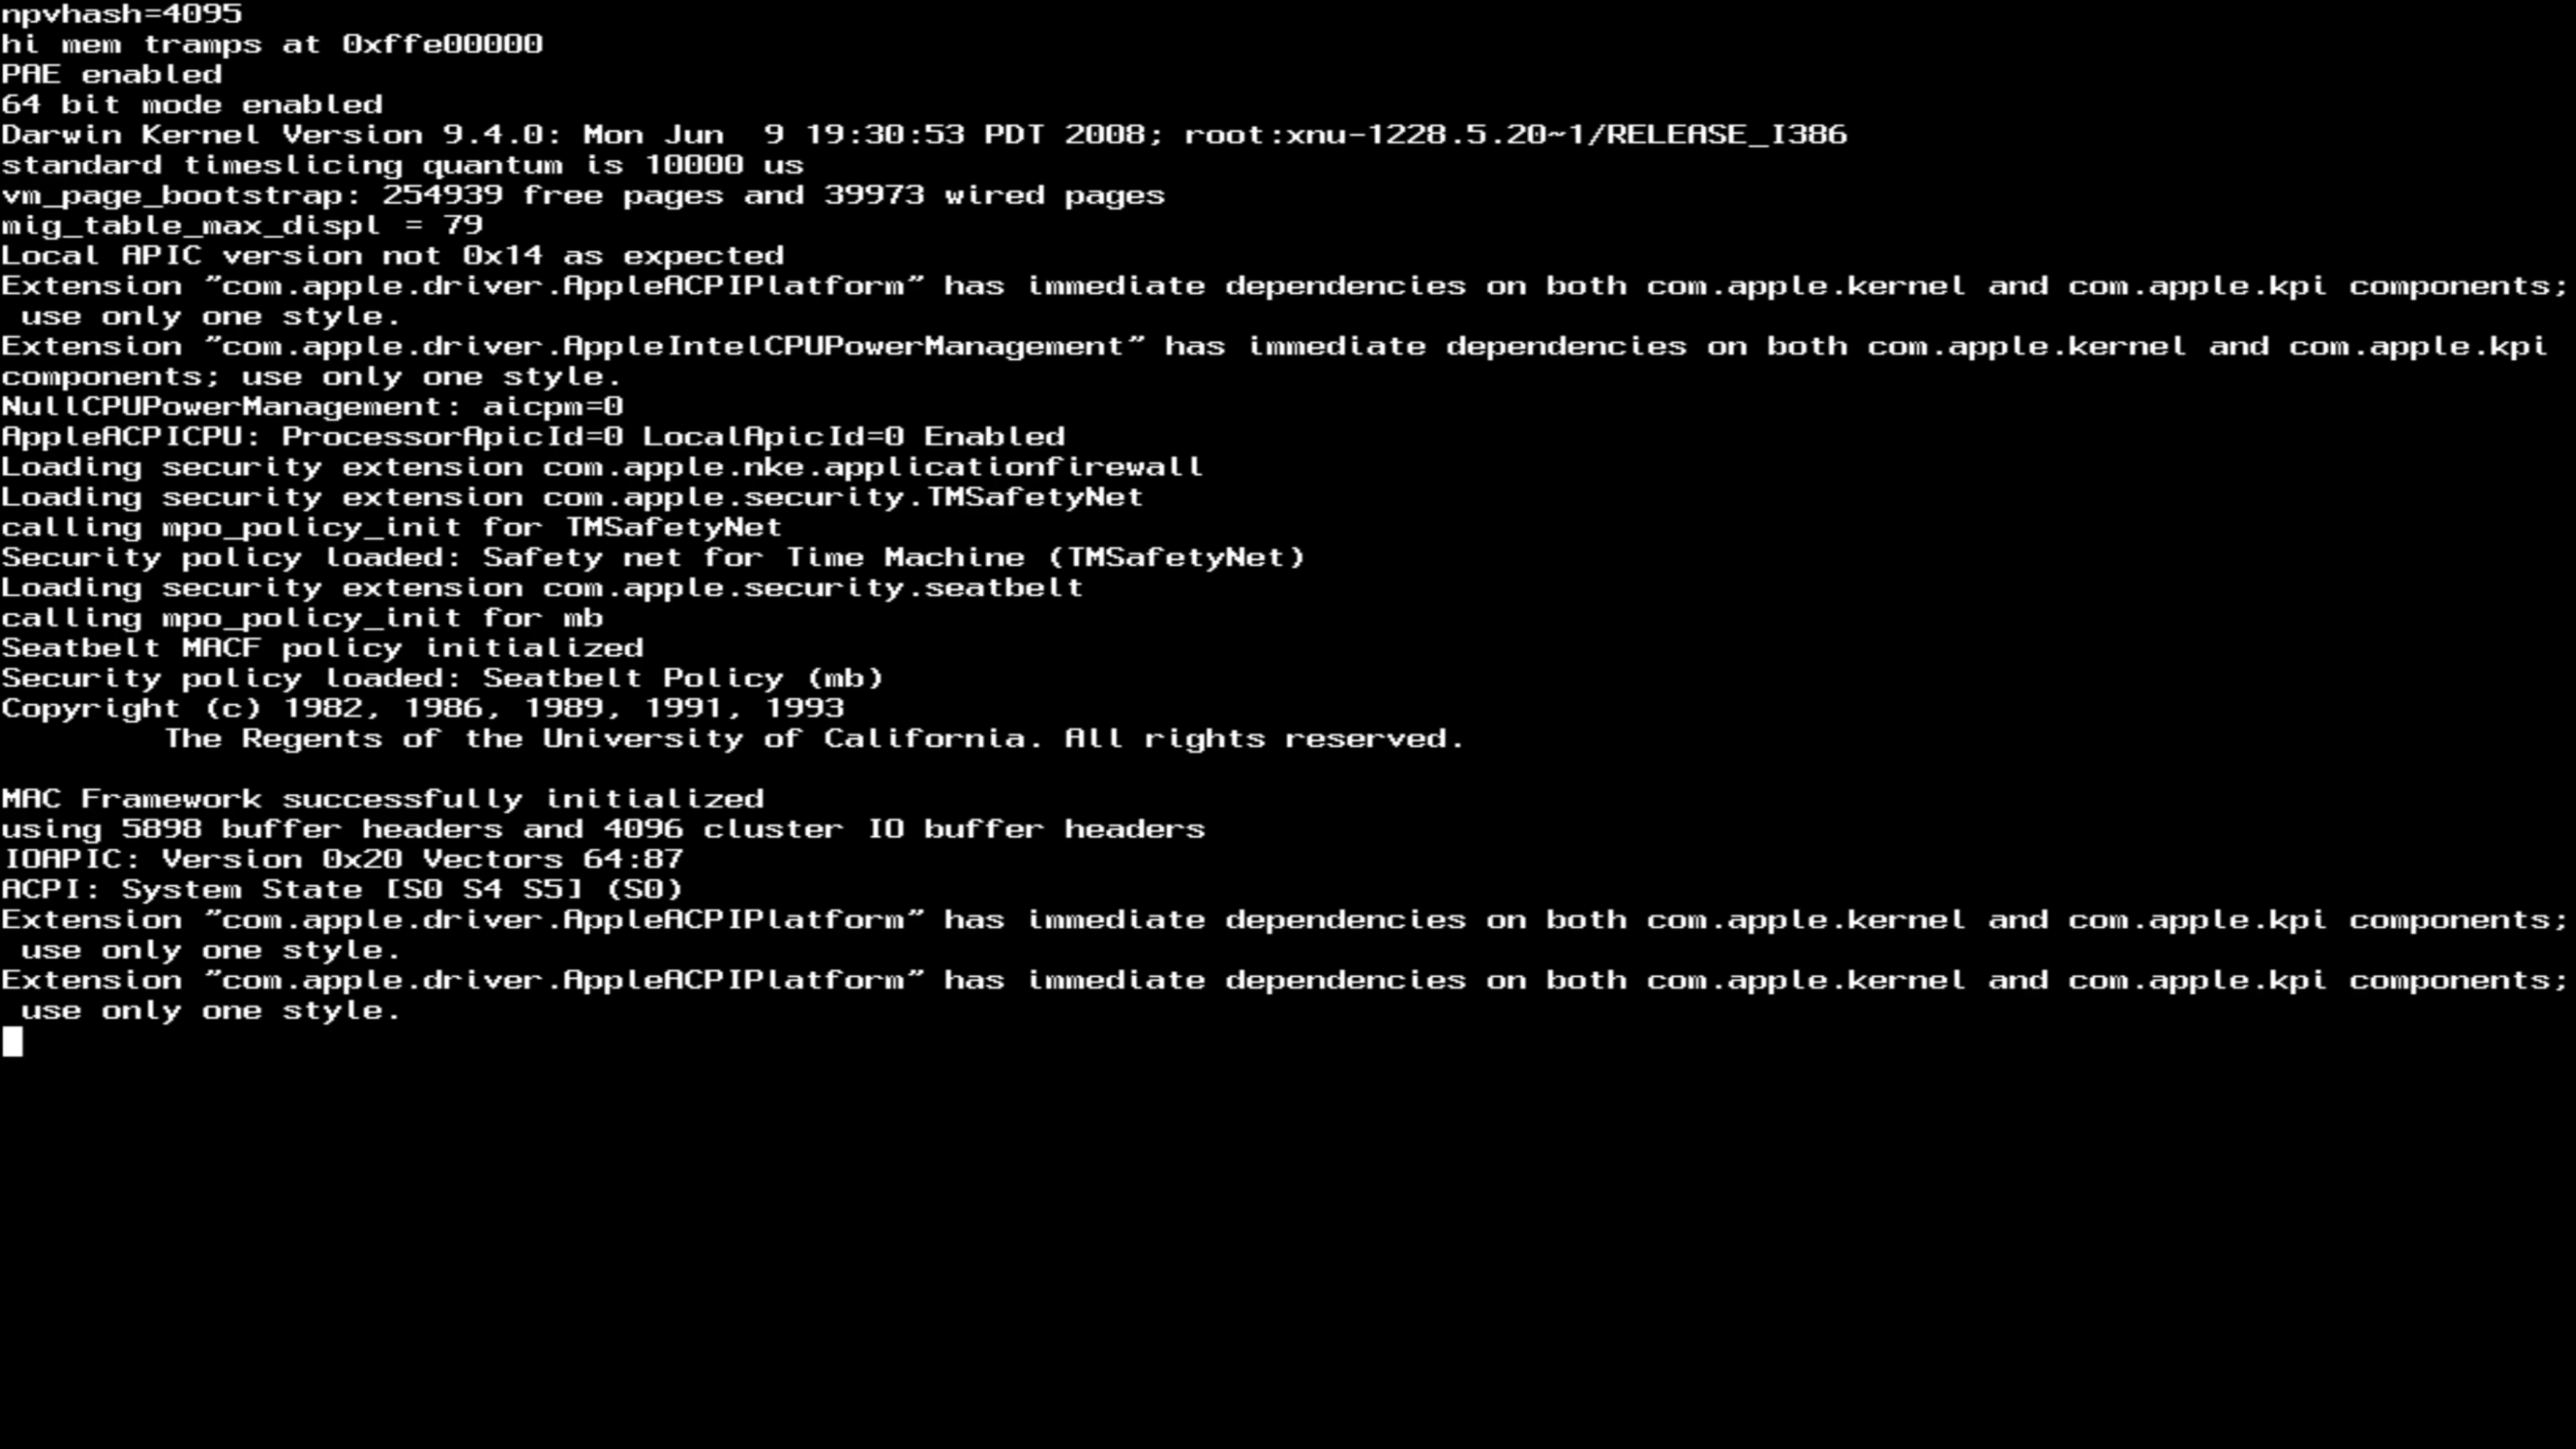 npvhash=4095
hi mem tramps at 0xffe00000
PAE enabled
64 bit mode enabled
Darwin Kernel Version 9.4.0: Mon Jun  9 19:30:53 PDT 2008; root:xnu-1228.5.20~1/RELEASE_I386
standard timeslicing quantum is 10000 us
vm_page_bootstrap: 254939 free pages and 39973 wired pages
mig_table_max_displ = 79
Local APIC version not 0x14 as expected
Extension "com.apple.driver.AppleACPIPlatform" has immediate dependencies on both com.apple.kernel and com.apple.kpi components;
 use only one style.
Extension "com.apple.driver.AppleIntelCPUPowerManagement" has immediate dependencies on both com.apple.kernel and com.apple.kpi
components; use only one style.
NullCPUPowerManagement: aicpm=0
AppleACPICPU: ProcessorApicId=0 LocalApicId=0 Enabled
Loading security extension com.apple.nke.applicationfirewall
Loading security extension com.apple.security.TMSafetyNet
calling mpo_policy_init for TMSafetyNet
Security policy loaded: Safety net for Time Machine (TMSafetyNet)
Loading security extension com.apple.security.seatbelt
calling mpo_policy_init for mb
Seatbelt MACF policy initialized
Security policy loaded: Seatbelt Policy (mb)
Copyright (c) 1982, 1986, 1989, 1991, 1993
        The Regents of the University of California. All rights reserved.

MAC Framework successfully initialized
using 5898 buffer headers and 4096 cluster IO buffer headers
IOAPIC: Version 0x20 Vectors 64:87
ACPI: System State [S0 S4 S5] (S0)
Extension "com.apple.driver.AppleACPIPlatform" has immediate dependencies on both com.apple.kernel and com.apple.kpi components;
 use only one style.
Extension "com.apple.driver.AppleACPIPlatform" has immediate dependencies on both com.apple.kernel and com.apple.kpi components;
 use only one style.